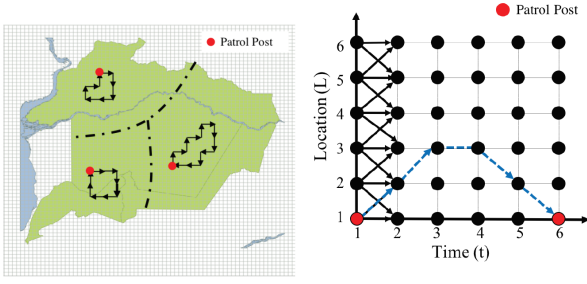 Patrol Post
Patrol Post
Location (L)
6
5
4
3
2
1
1 2 3 4 5 6
Time (t)